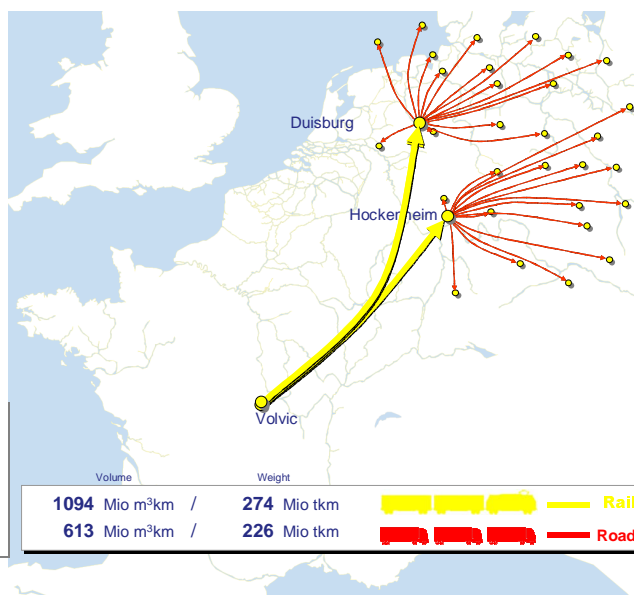 Duisburg
Hockenheim
Volvic
Volume Weight
1094 Mio m³km / 274 Mio tkm Rail
613 Mio m³km / 226 Mio tkm Road